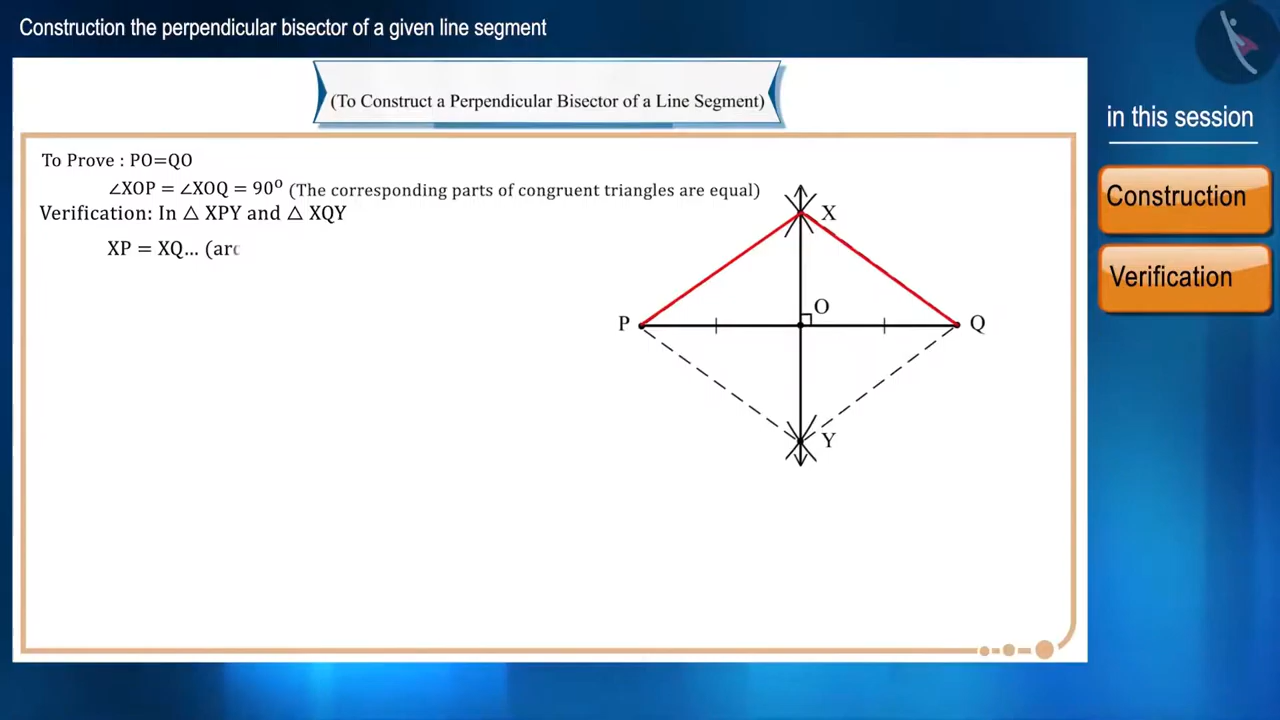 Construction the perpendicular bisector of a given line segment
(To Construct a Perpendicular Bisector of a Line Segment)
in this session
Construction
Verification
To Prove : PO=QO
∠XOP = ∠XOQ = 90⁰ (The corresponding parts of congruent triangles are equal)
Verification: In △ XPY and △ XQY
XP = XQ... (arc
X
O
P
Q
Y